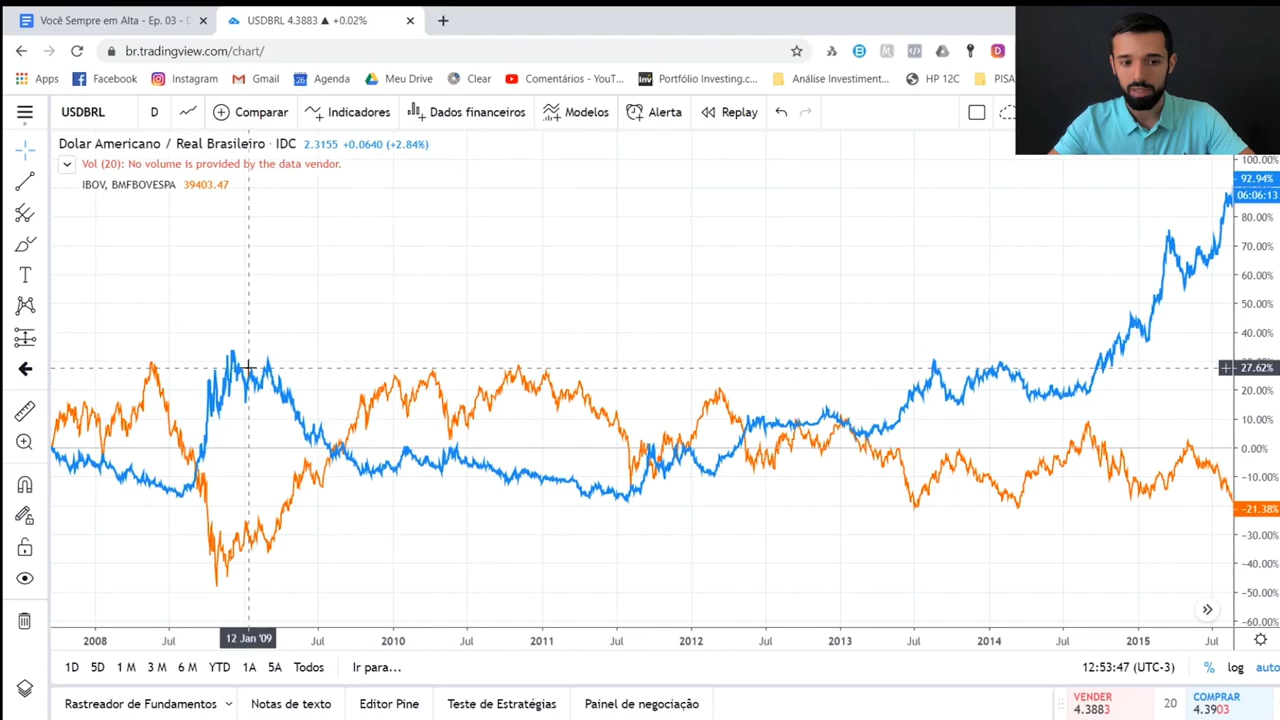 Você Sempre em Alta - Ep. 03 - D
USDBRL 4.3883 ▲ +0.02%
br.tradingview.com/chart/
Apps Facebook Instagram Gmail 26 Agenda Meu Drive Clear Comentários - YouT... Inv Portfólio Investing.c... Análise Investiment... HP 12C PISA
USDBRL D Comparar Indicadores Dados financeiros Modelos Alerta Replay
Dolar Americano / Real Brasileiro · IDC 2.3155 +0.0640 (+2.84%)
Vol (20): No volume is provided by the data vendor.
IBOV, BMFBOVESPA 39403.47
100.00%
92.94%
06:06:13
80.00%
70.00%
60.00%
50.00%
40.00%
27.62%
20.00%
10.00%
0.00%
-10.00%
-21.38%
-30.00%
-40.00%
-50.00%
-60.00%
2008 Jul 12 Jan '09 Jul 2010 Jul 2011 Jul 2012 Jul 2013 Jul 2014 Jul 2015 Jul
1D 5D 1 M 3 M 6 M YTD 1A 5A Todos Ir para... 12:53:47 (UTC-3) % log auto
Rastreador de Fundamentos Notas de texto Editor Pine Teste de Estratégias Painel de negociação
VENDER 20 COMPRAR
4.3883 4.3903